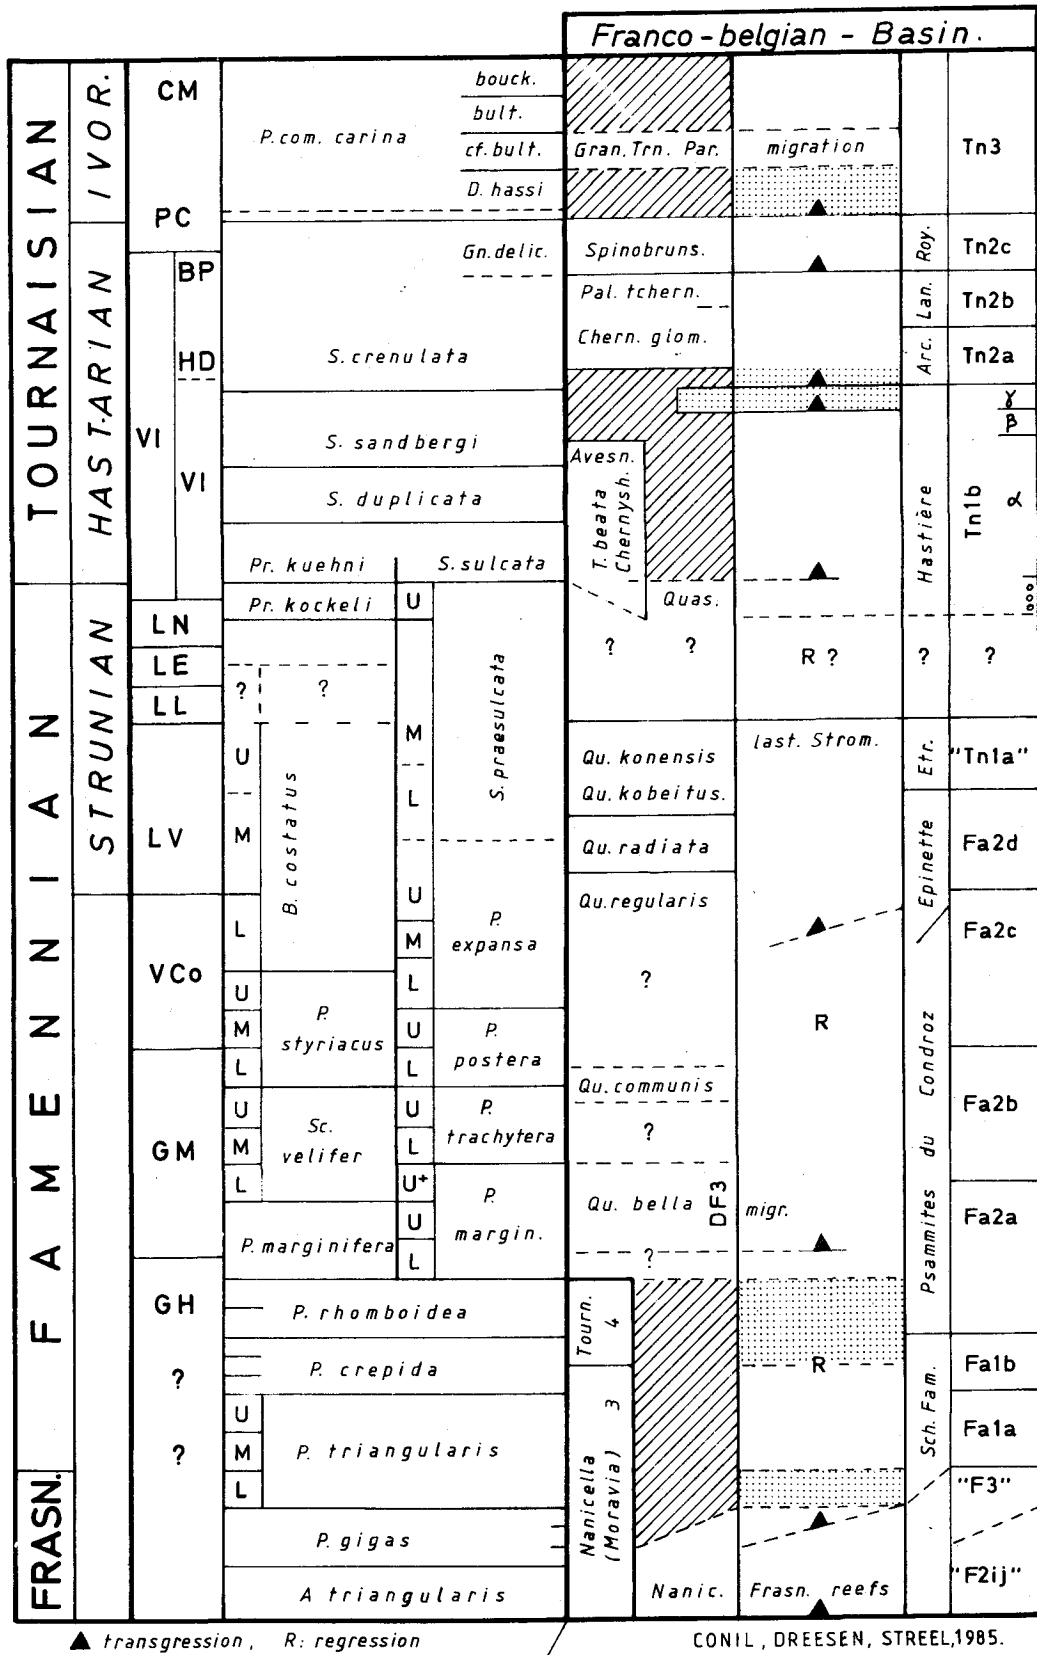 Franco-belgian-Basin.
TOURNAISIAN
FAMENNIAN
FRASN.
IVOR.
HASTARIAN
STRUNIAN
CM
PC
VI
BP
HD
VI
LN
LE
LL
LV
VCo
GM
GH
?
?
P.com. carina
bouck.
bult.
cf.bult.
D. hassi
Gn.delic.
S.crenulata
S. sandbergi
S. duplicata
Pr. kuehni
S.sulcata
Pr. kockeli
U
? ?
U
M
L
B. costatus
M
L
S.praesulcata
U
M
L
P.
expansa
U
M
L
P.
styriacus
U
L
P.
postera
U
M
L
Sc.
velifer
U
L
P.
trachytera
U+
U
L
P.
margin.
P.marginifera
P. rhomboidea
P. crepida
U
M
L
P. triangularis
P. gigas
A triangularis
Gran. Trn. Par.
Spinobruns.
Pal. tchern.
Chern. giom.
Avesn.
T. beata
Chernysh.
Quas.
? ?
Qu. konensis
Qu. kobeitus.
Qu. radiata
Qu. regularis
?
Qu. communis
?
Qu. bella
DF3
?
Tourn. 4
Nanicella 3
(Moravia)
Nanic.
migration
R ?
last. Strom.
R
migr.
R
Frasn. reefs
Roy.
Lan.
Arc.
Hastière
?
Etr.
Epinette
Psammites du Condroz
Sch. Fam.
Tn3
Tn2c
Tn2b
Tn2a
γ
β
α
Tn1b
?
"Tn1a"
Fa2d
Fa2c
Fa2b
Fa2a
Fa1b
Fa1a
"F3"
"F2ij"
▲ transgression, R: regression
CONIL, DREESEN, STREEL,1985.